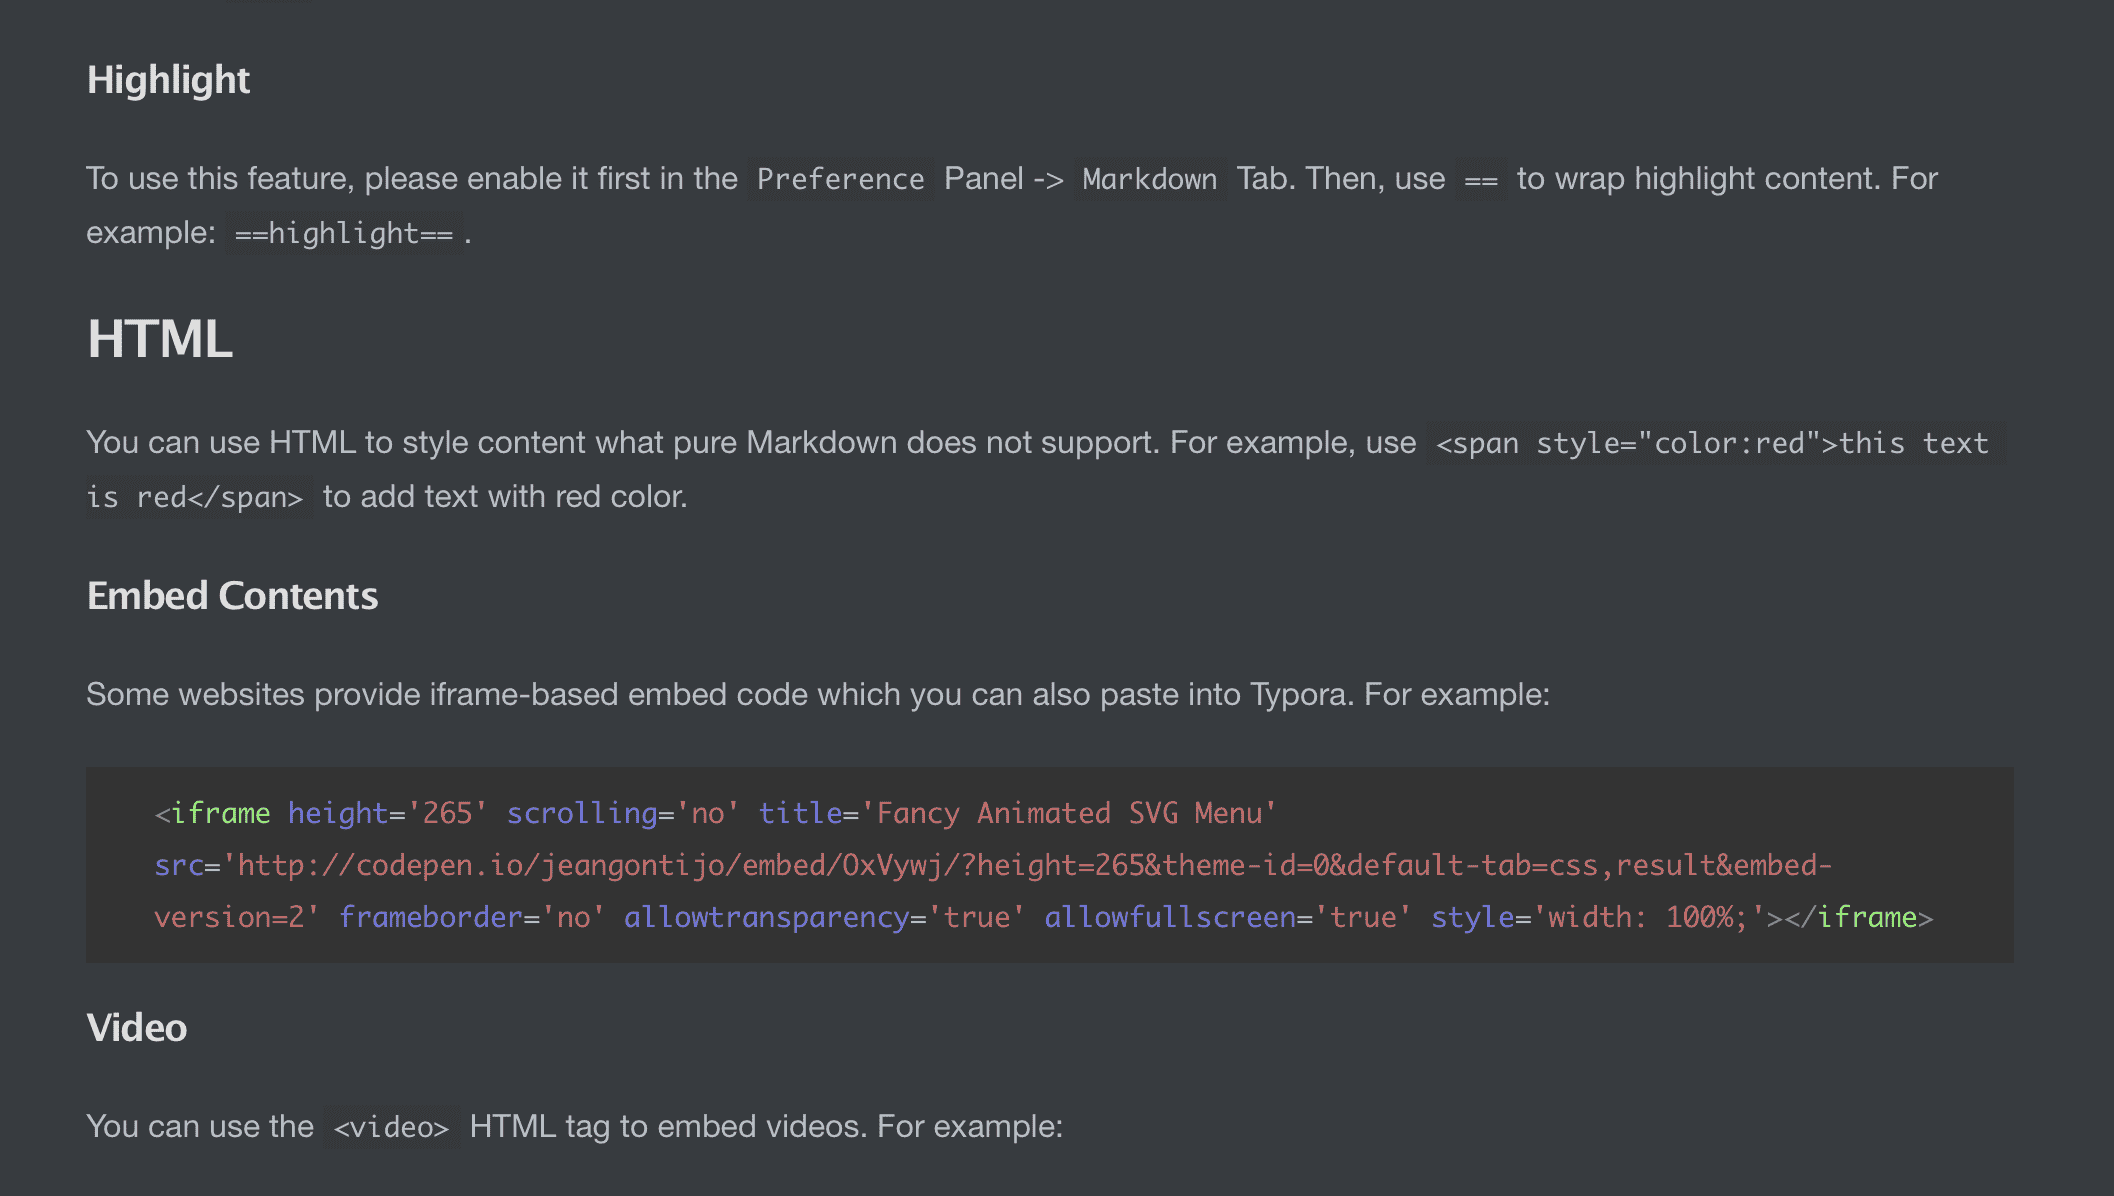 Highlight
To use this feature, please enable it first in the Preference Panel -> Markdown Tab. Then, use == to wrap highlight content. For
example: ==highlight== .
HTML
You can use HTML to style content what pure Markdown does not support. For example, use <span style="color:red">this text
is red</span> to add text with red color.
Embed Contents
Some websites provide iframe-based embed code which you can also paste into Typora. For example:
<iframe height='265' scrolling='no' title='Fancy Animated SVG Menu'
src='http://codepen.io/jeangontijo/embed/OxVywj/?height=265&theme-id=0&default-tab=css,result&embed-
version=2' frameborder='no' allowtransparency='true' allowfullscreen='true' style='width: 100%;'></iframe>
Video
You can use the <video> HTML tag to embed videos. For example: